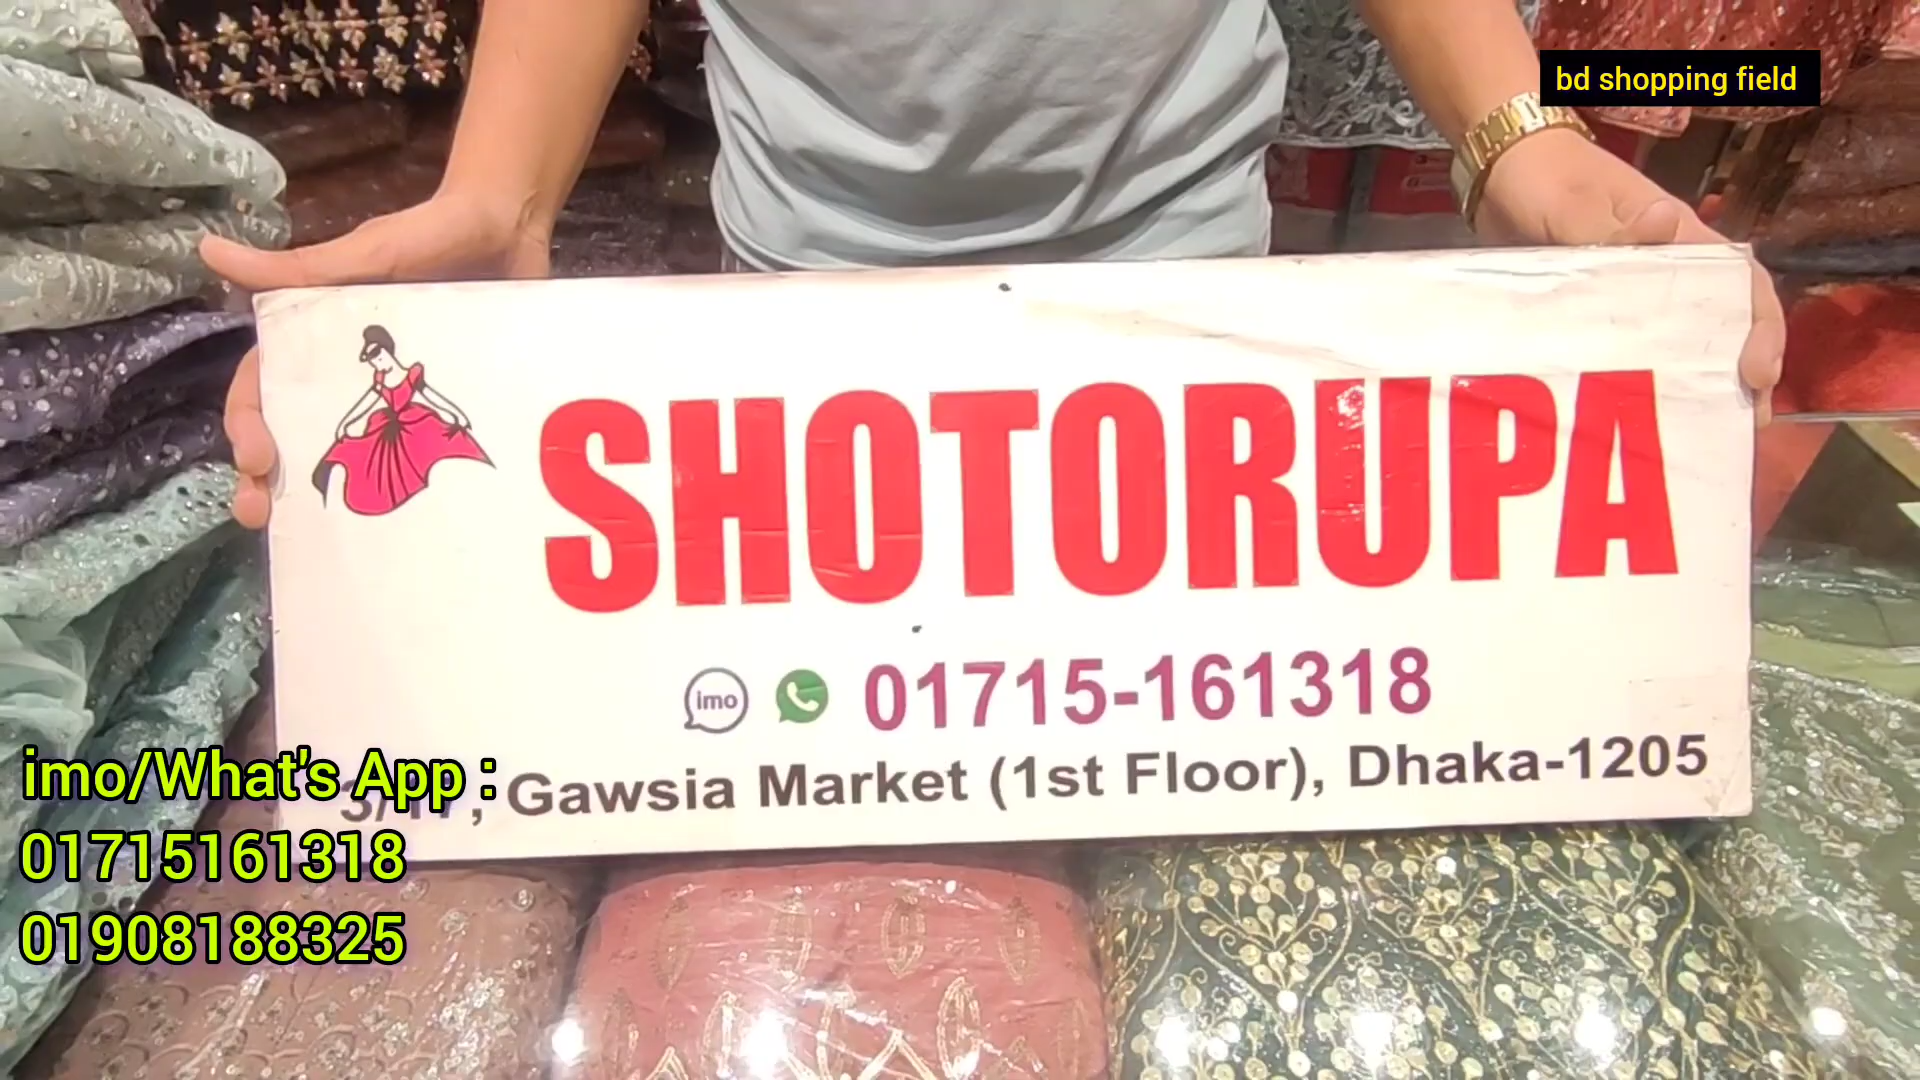 bd shopping field
SHOTORUPA
imo 01715-161318
Gawsia Market (1st Floor), Dhaka-1205
imo/What's App :
01715161318
01908188325